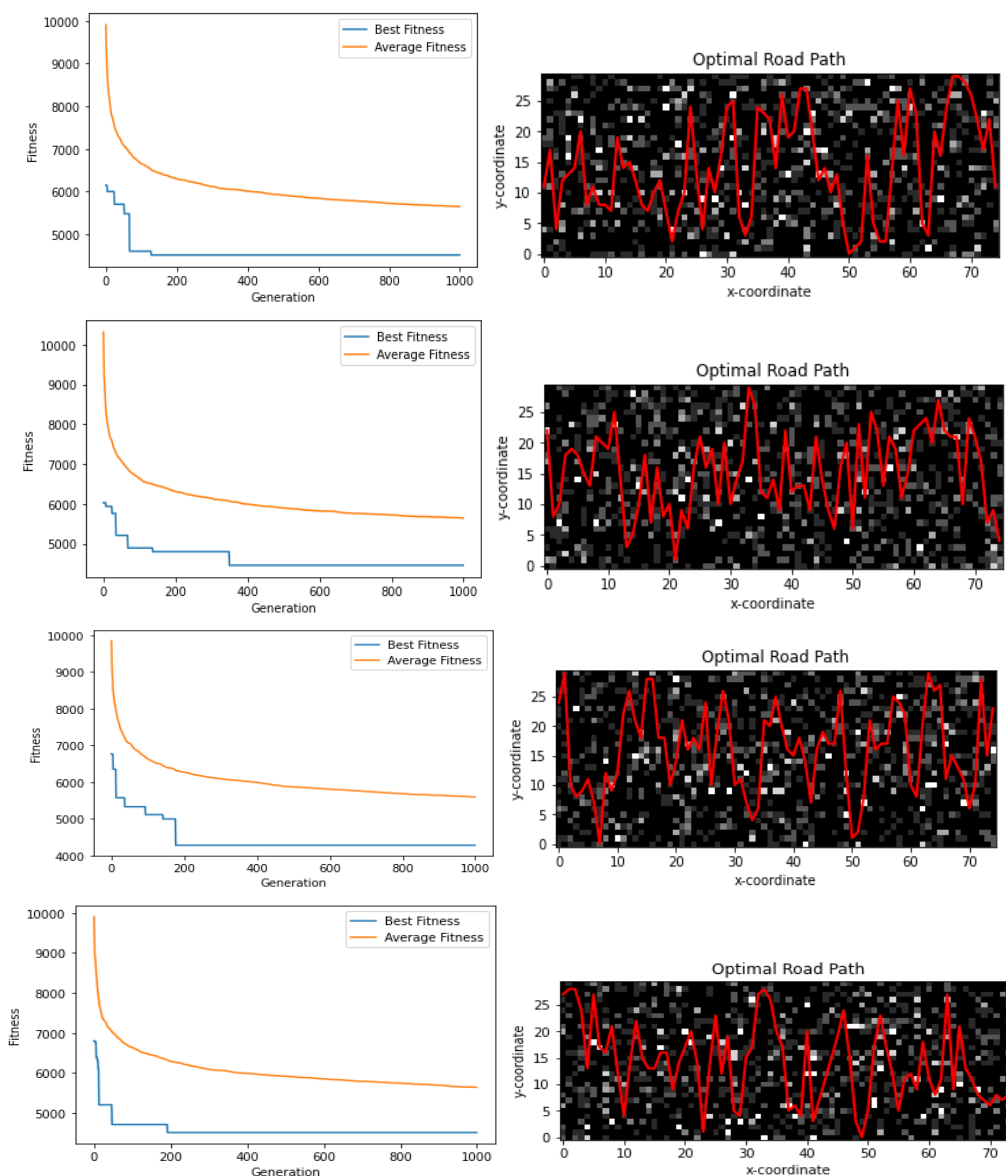 10000
9000
8000
7000
6000
5000
Fitness
Best Fitness
Average Fitness
0 200 400 600 800 1000
Generation
Optimal Road Path
25
20
15
10
5
0
y-coordinate
0 10 20 30 40 50 60 70
x-coordinate
10000
9000
8000
7000
6000
5000
Fitness
Best Fitness
Average Fitness
0 200 400 600 800 1000
Generation
Optimal Road Path
25
20
15
10
5
0
y-coordinate
0 10 20 30 40 50 60 70
x-coordinate
10000
9000
8000
7000
6000
5000
4000
Fitness
Best Fitness
Average Fitness
0 200 400 600 800 1000
Generation
Optimal Road Path
25
20
15
10
5
0
y-coordinate
0 10 20 30 40 50 60 70
x-coordinate
10000
9000
8000
7000
6000
5000
Fitness
Best Fitness
Average Fitness
0 200 400 600 800 1000
Generation
Optimal Road Path
25
20
15
10
5
0
y-coordinate
0 10 20 30 40 50 60 70
x-coordinate